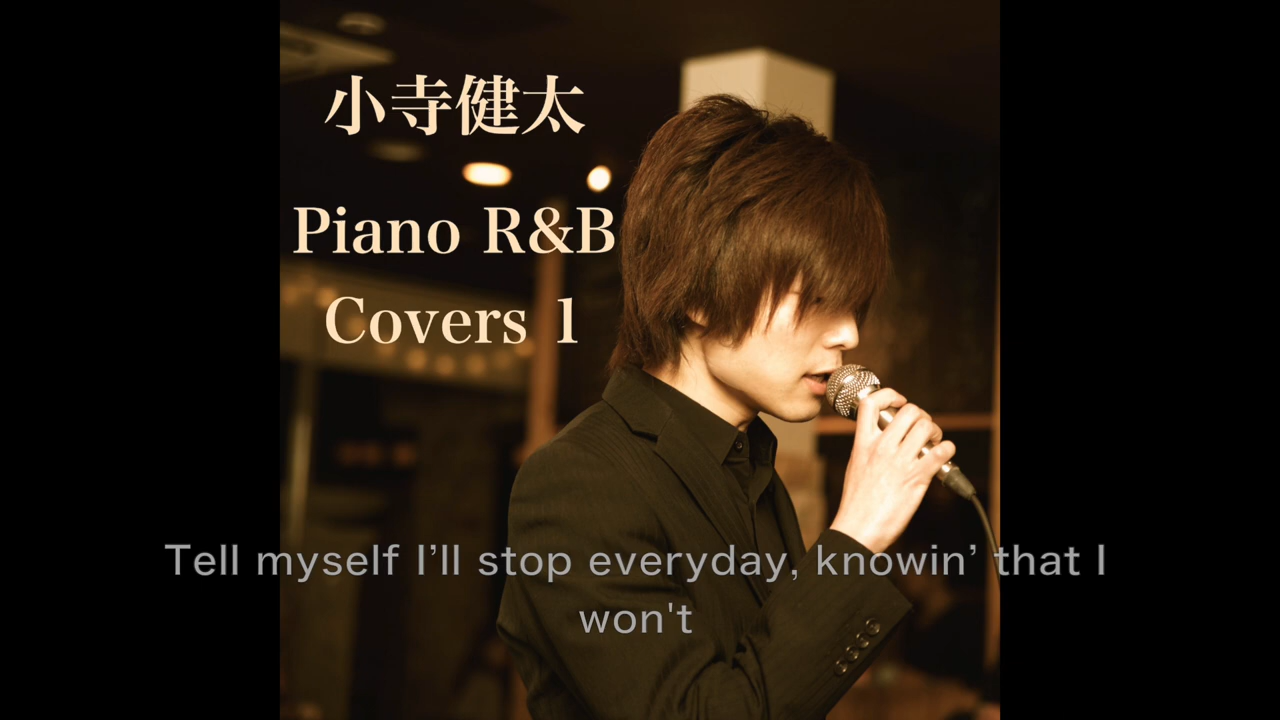 小寺健太
Piano R&B
Covers 1
Tell myself I’ll stop everyday, knowin’ that I
won't